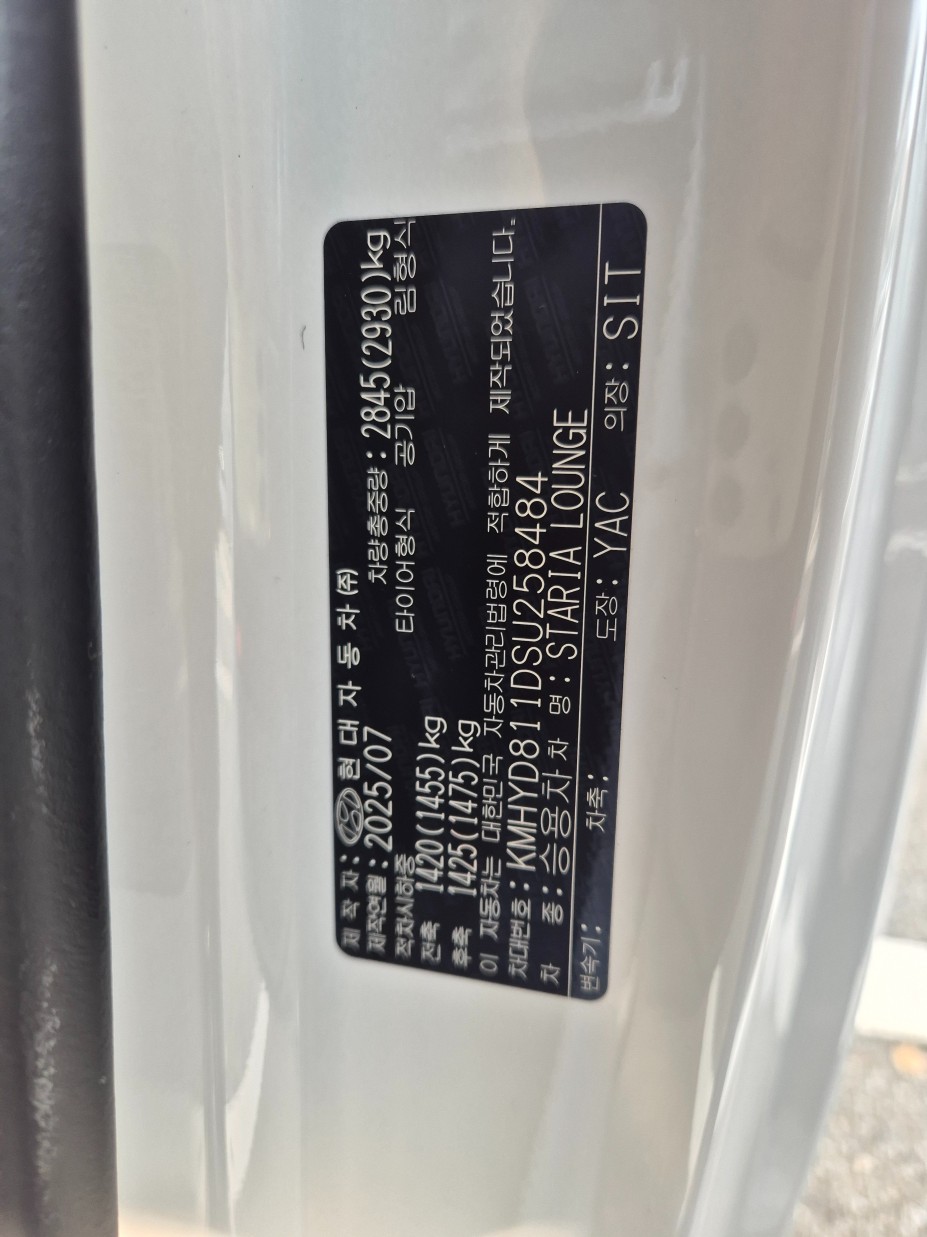 제 작 자 : 현 대 자 동 차 ㈜
제작연월 : 2025/07 차량총중량 : 2845(2930)kg
적차시하중 타이어형식 공기압 림형식
전축 1420(1455)kg
후축 1425(1475)kg
이 자동차는 대한민국 자동차관리법령에 적합하게 제작되었습니다.
차대번호 : KMHYD811DSU258484
차 종 : 승용차 차 명 : STARIA LOUNGE
변속기 : 차축 : 도장 : YAC 의장 : SIT